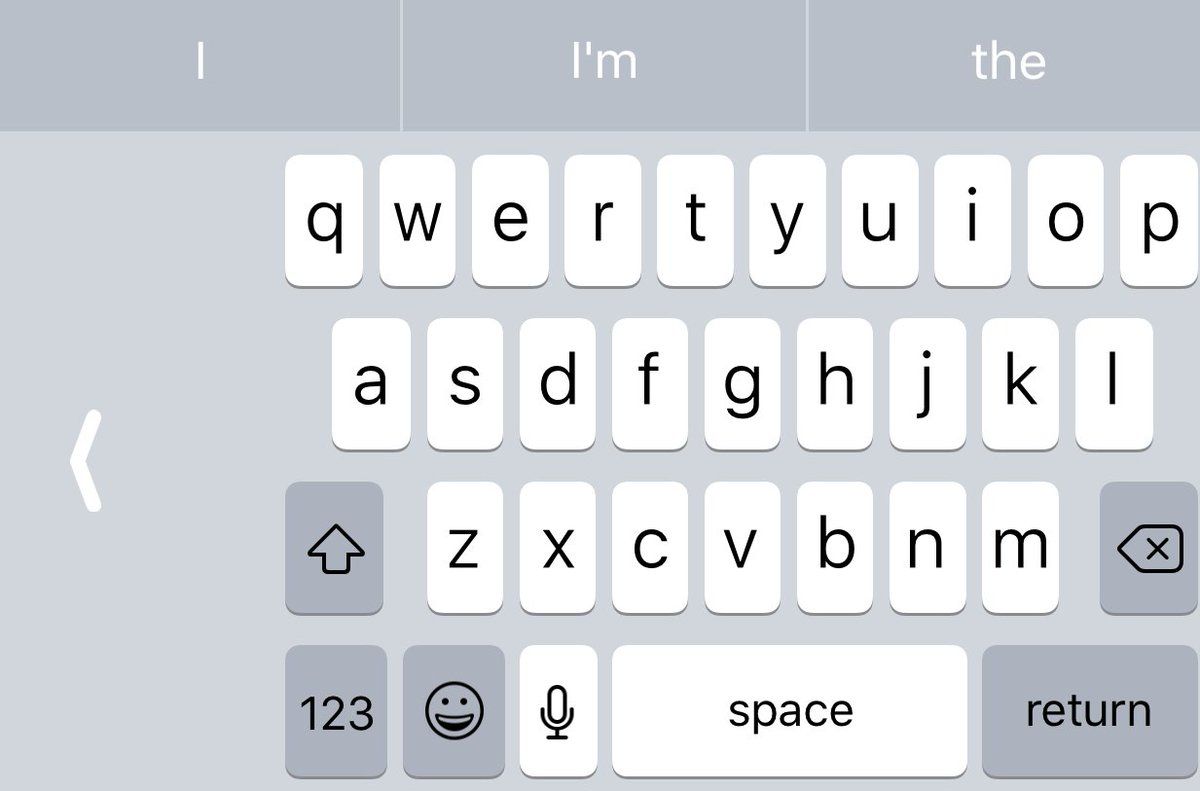 I I'm the
q w e r t y u i o p
a s d f g h j k l
z x c v b n m
123 space return